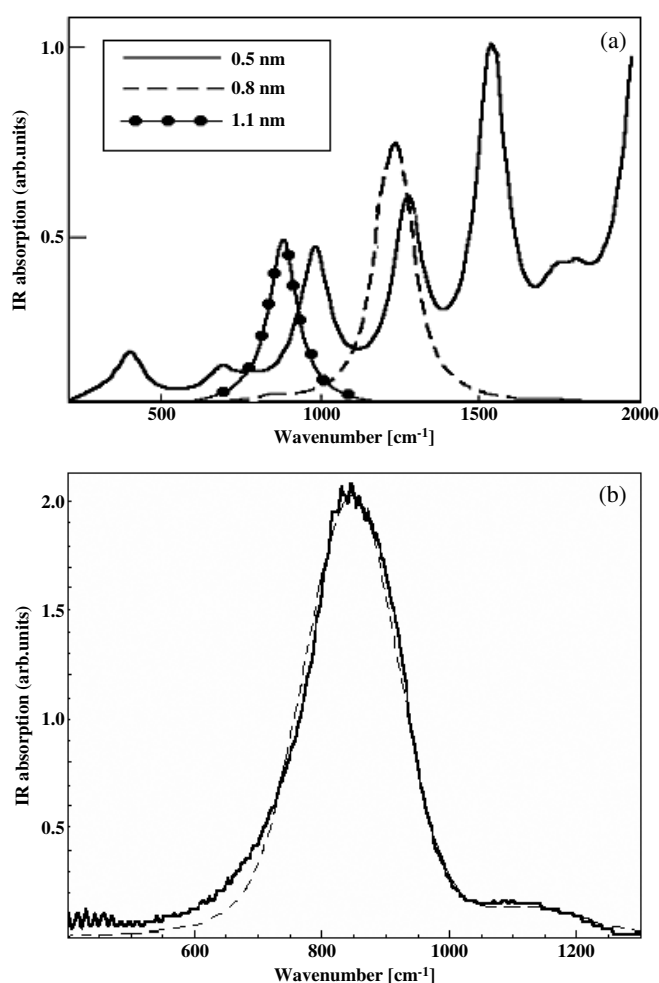 (a)
1.0
0.5 nm
0.8 nm
1.1 nm
0.5
IR absorption (arb.units)
500 1000 1500 2000
Wavenumber [cm-1]
(b)
2.0
1.5
1.0
0.5
IR absorption (arb.units)
600 800 1000 1200
Wavenumber [cm-1]